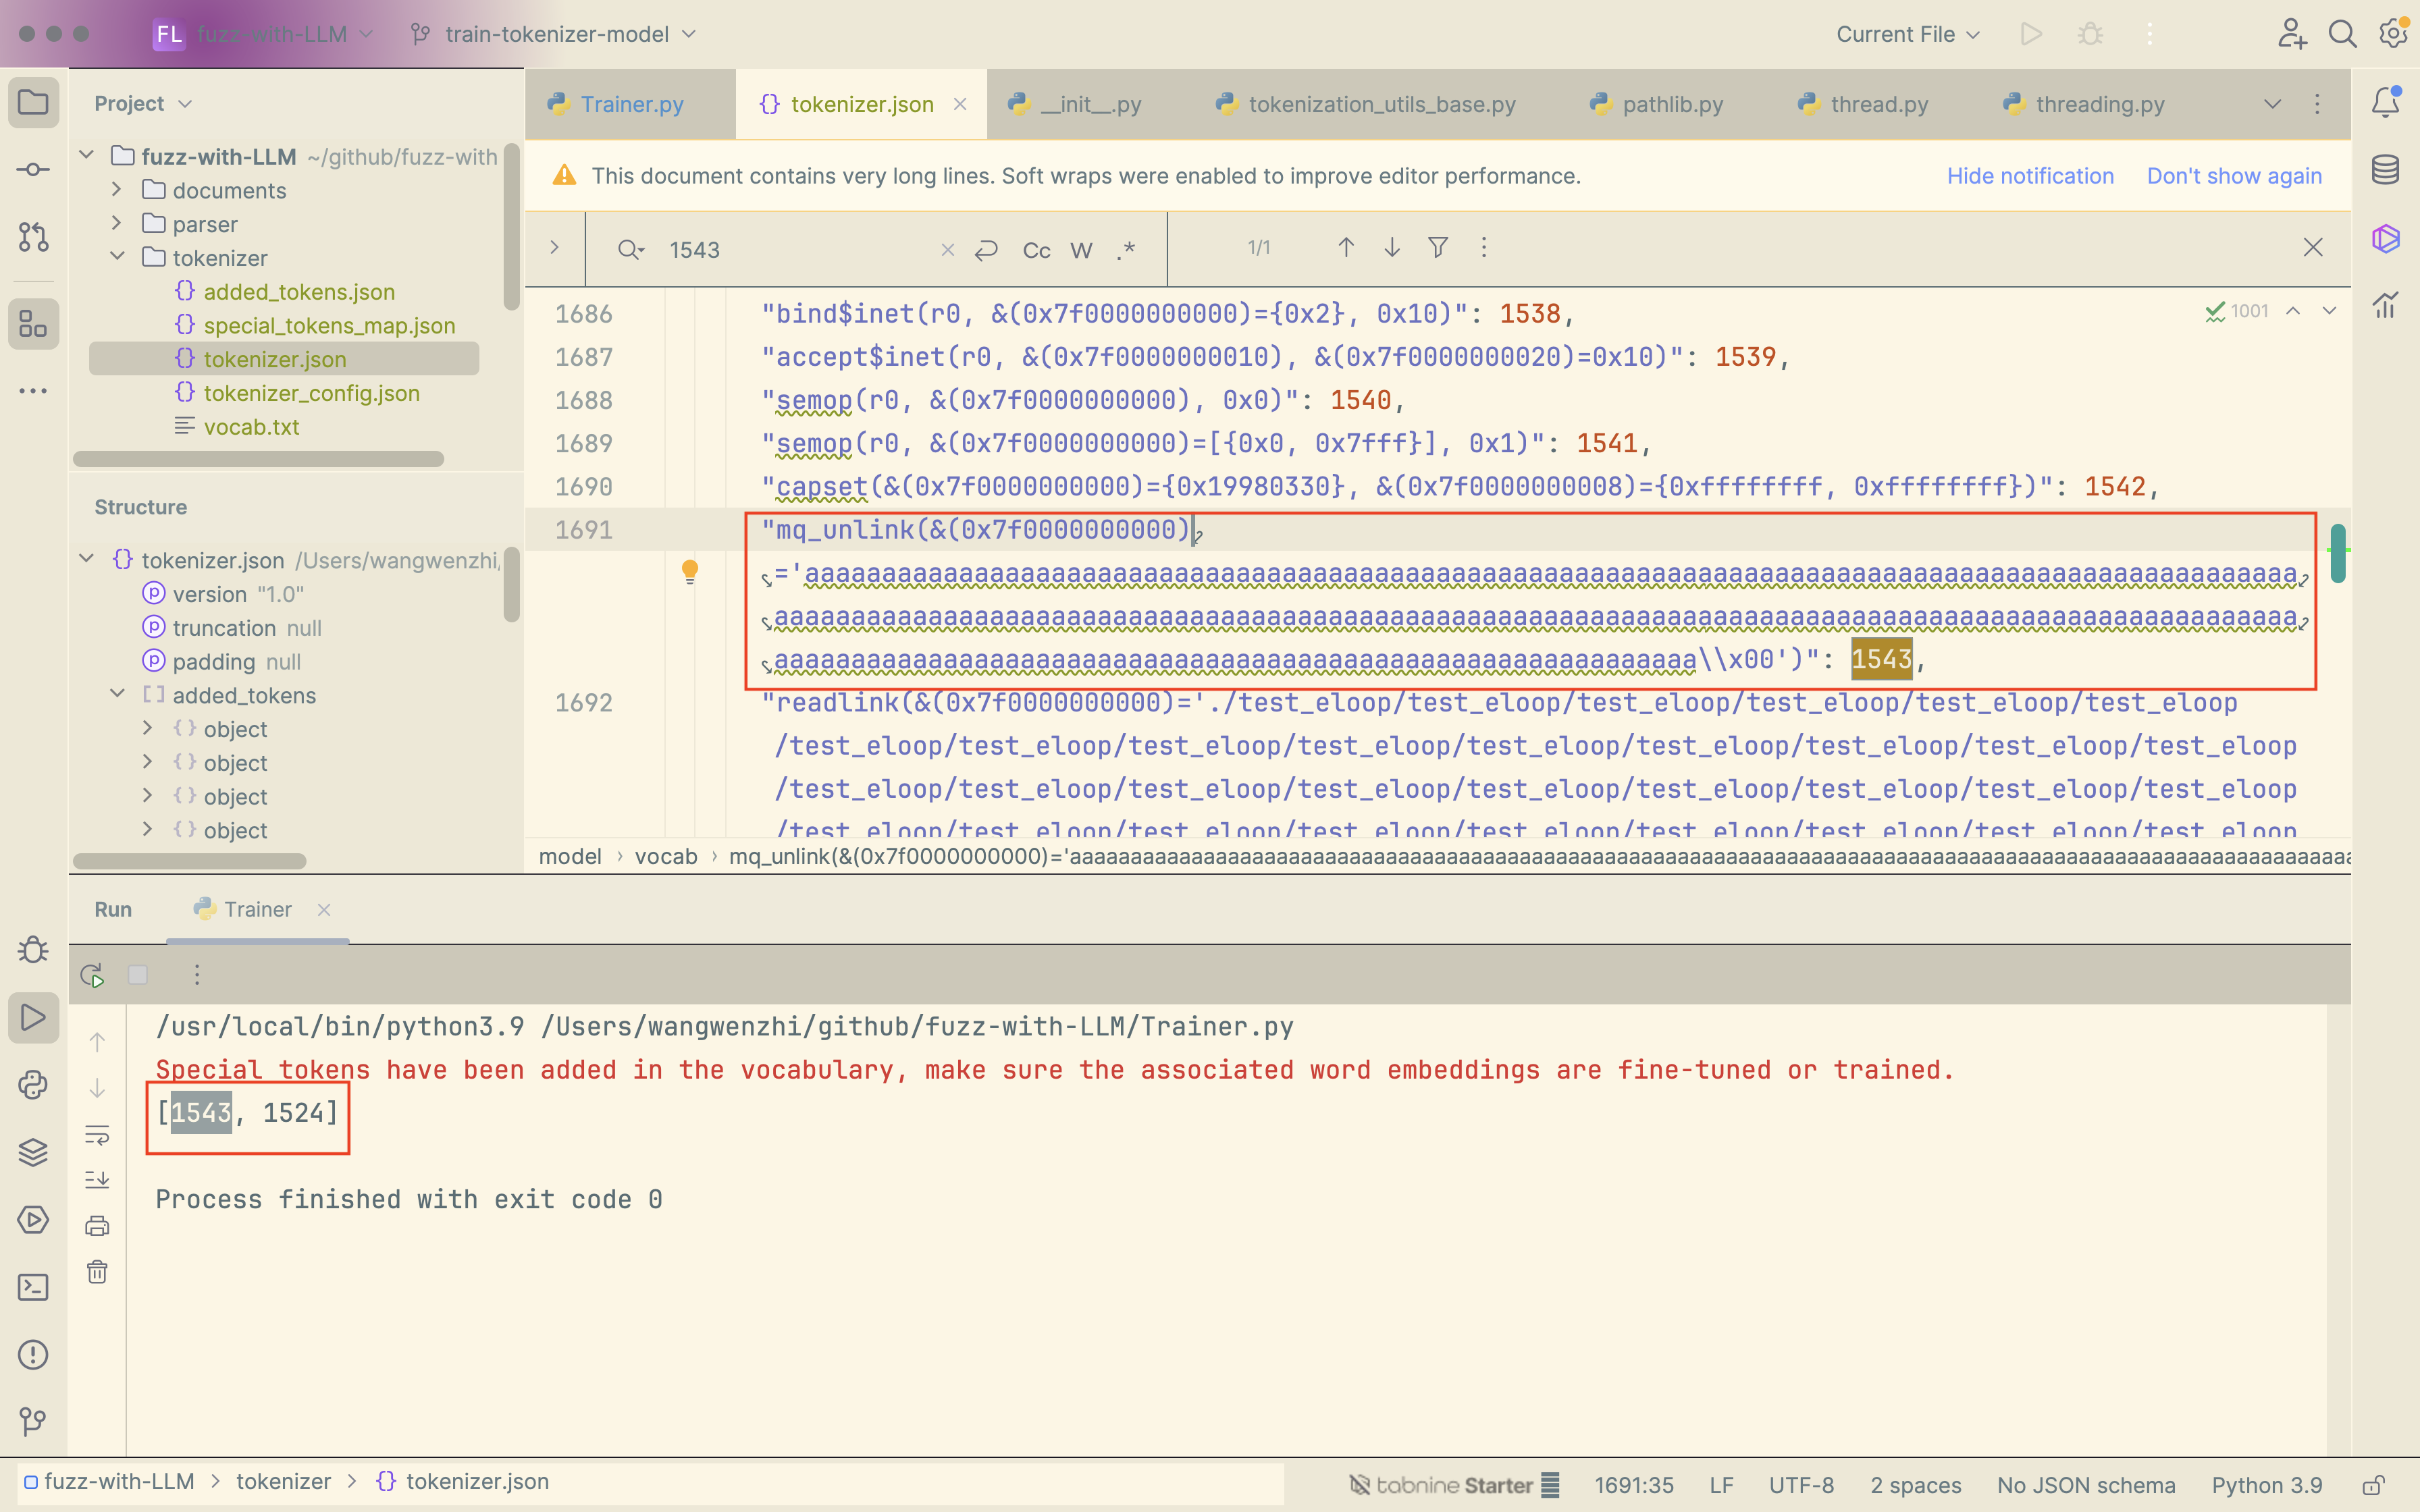 FL fuzz-with-LLM train-tokenizer-model Current File
Project
fuzz-with-LLM ~/github/fuzz-with
documents
parser
tokenizer
added_tokens.json
special_tokens_map.json
tokenizer.json
tokenizer_config.json
vocab.txt
Structure
tokenizer.json /Users/wangwenzhi/
version "1.0"
truncation null
padding null
added_tokens
object
object
object
object
Trainer.py tokenizer.json __init__.py tokenization_utils_base.py pathlib.py thread.py threading.py
This document contains very long lines. Soft wraps were enabled to improve editor performance. Hide notification Don't show again
1543 Cc W .* 1/1
1001
1686 "bind$inet(r0, &(0x7f0000000000)={0x2}, 0x10)": 1538,
1687 "accept$inet(r0, &(0x7f0000000010), &(0x7f0000000020)=0x10)": 1539,
1688 "semop(r0, &(0x7f0000000000), 0x0)": 1540,
1689 "semop(r0, &(0x7f0000000000)=[{0x0, 0x7fff}], 0x1)": 1541,
1690 "capset(&(0x7f0000000000)={0x19980330}, &(0x7f0000000008)={0xffffffff, 0xffffffff})": 1542,
1691 "mq_unlink(&(0x7f0000000000)
='aaaaaaaaaaaaaaaaaaaaaaaaaaaaaaaaaaaaaaaaaaaaaaaaaaaaaaaaaaaaaaaaaaaaaaaaaaaaaaaaaaaaaaaaaaaaaaaaa
aaaaaaaaaaaaaaaaaaaaaaaaaaaaaaaaaaaaaaaaaaaaaaaaaaaaaaaaaaaaaaaaaaaaaaaaaaaaaaaaaaaaaaaaaaaaaaaaaaa
aaaaaaaaaaaaaaaaaaaaaaaaaaaaaaaaaaaaaaaaaaaaaaaaaaaaaaaaaaaa\\x00')": 1543,
1692 "readlink(&(0x7f0000000000)='./test_eloop/test_eloop/test_eloop/test_eloop/test_eloop/test_eloop
/test_eloop/test_eloop/test_eloop/test_eloop/test_eloop/test_eloop/test_eloop/test_eloop/test_eloop
/test_eloop/test_eloop/test_eloop/test_eloop/test_eloop/test_eloop/test_eloop/test_eloop/test_eloop
/test_eloop/test_eloop/test_eloop/test_eloop/test_eloop/test_eloop/test_eloop/test_eloop/test_eloop
model › vocab › mq_unlink(&(0x7f0000000000)='aaaaaaaaaaaaaaaaaaaaaaaaaaaaaaaaaaaaaaaaaaaaaaaaaaaaaaaaaaaaaaaaaaaaaaaaaaaaaaaaaaaaaaaaaaaaaaaaaaaaaaaa
Run Trainer
/usr/local/bin/python3.9 /Users/wangwenzhi/github/fuzz-with-LLM/Trainer.py
Special tokens have been added in the vocabulary, make sure the associated word embeddings are fine-tuned or trained.
[1543, 1524]
Process finished with exit code 0
fuzz-with-LLM > tokenizer > tokenizer.json tabnine Starter 1691:35 LF UTF-8 2 spaces No JSON schema Python 3.9